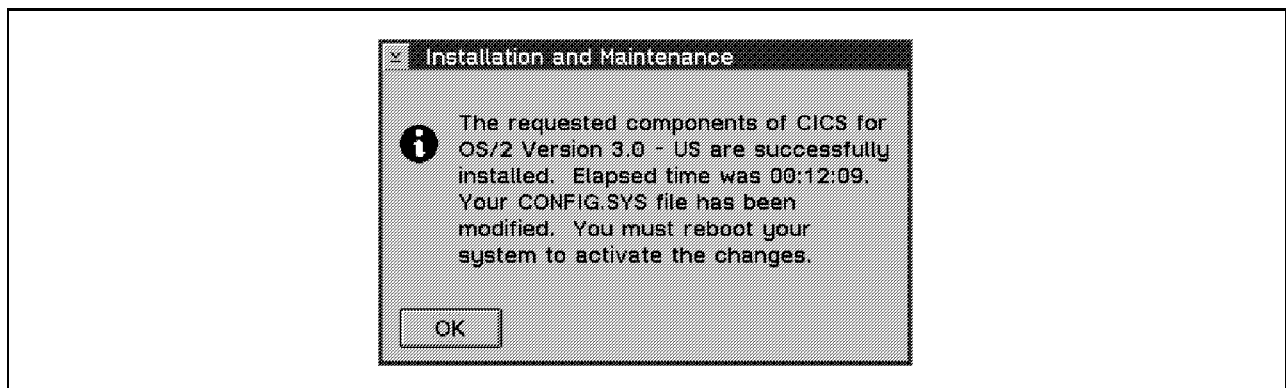 Installation and Maintenance
The requested components of CICS for
OS/2 Version 3.0 - US are successfully
installed.  Elapsed time was 00:12:09.
Your CONFIG.SYS file has been
modified.  You must reboot your
system to activate the changes.
OK